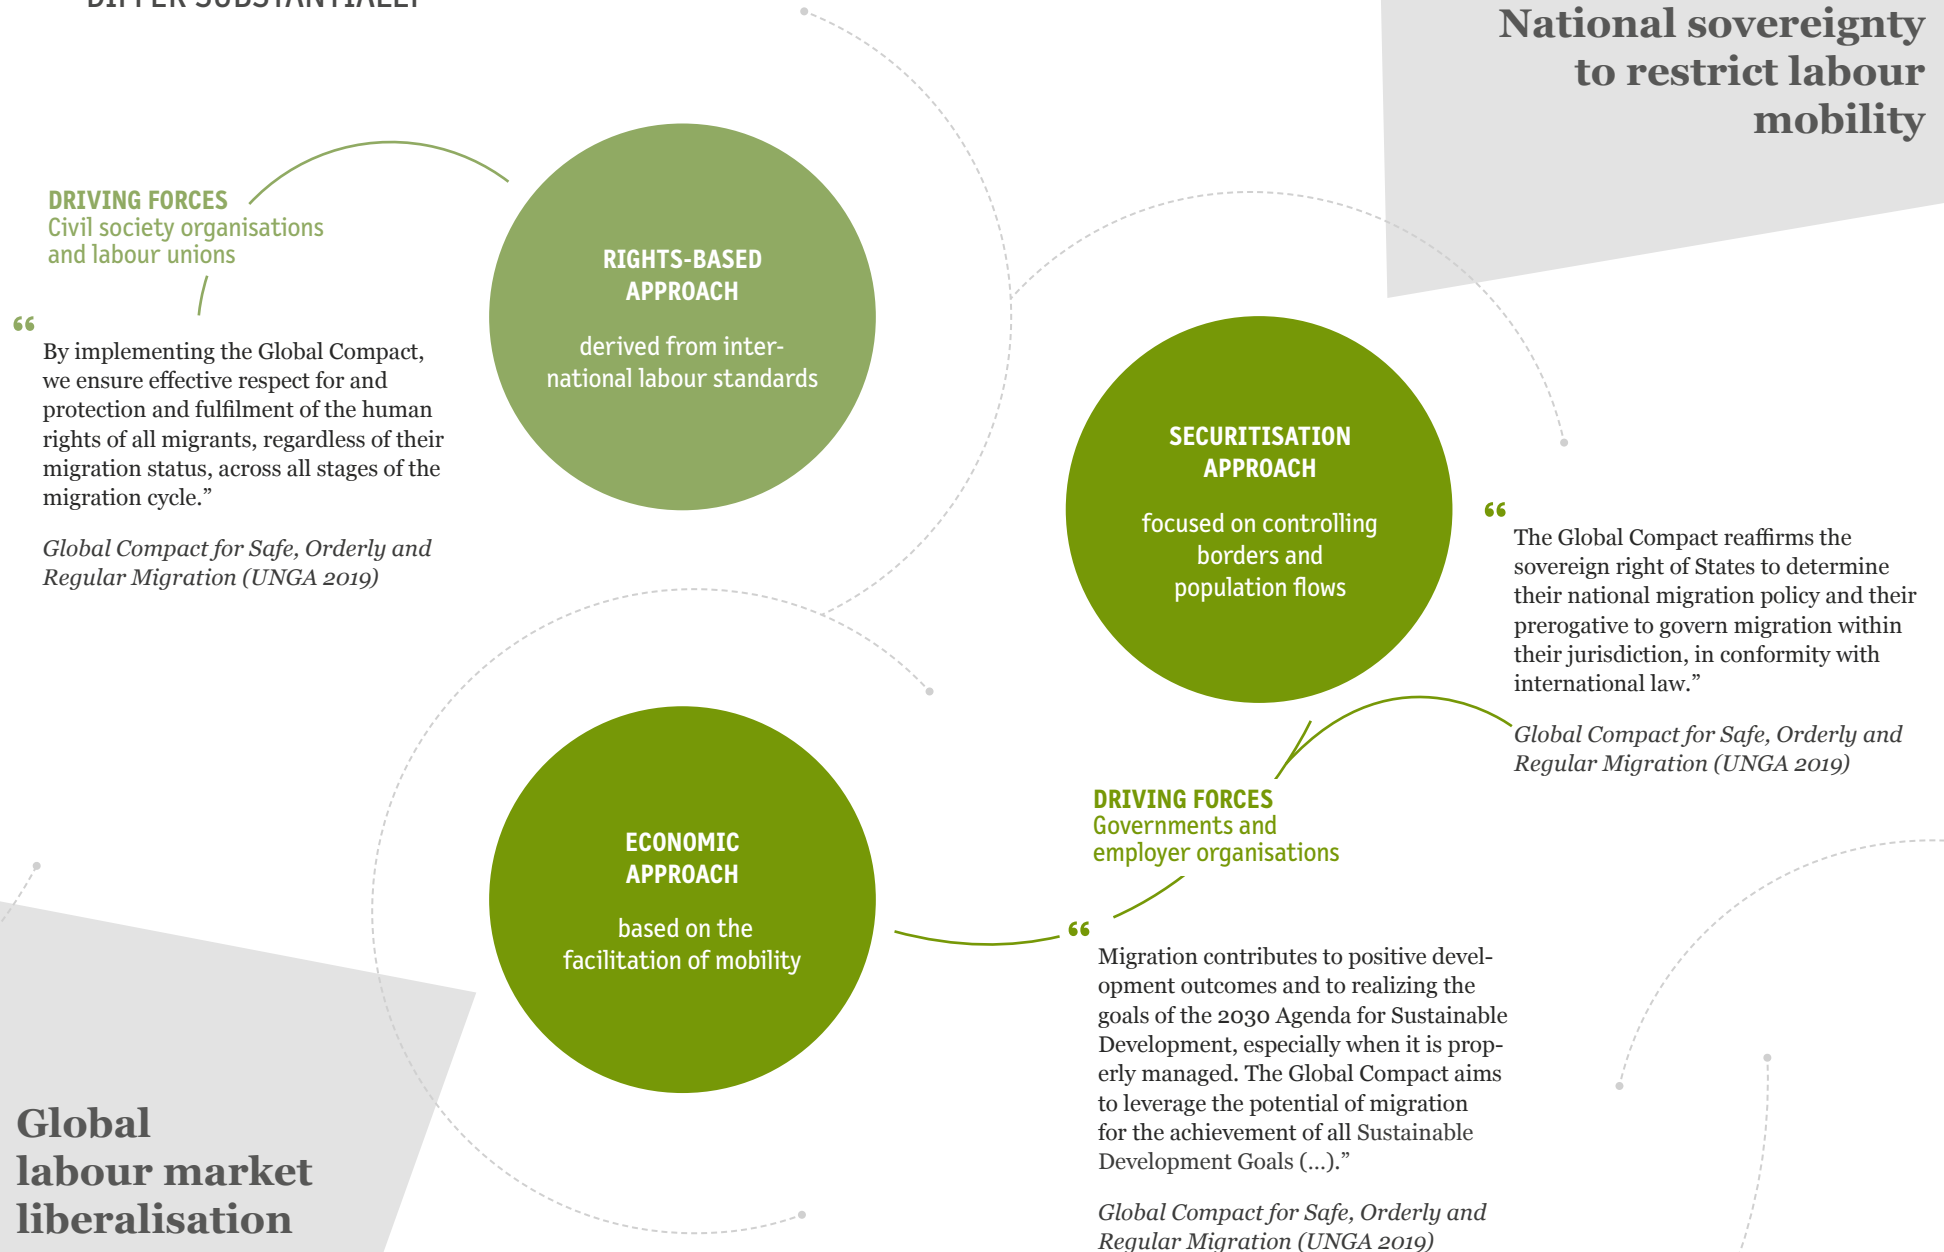 DIFFER SUBSTANTIALLY
National sovereignty
to restrict labour
mobility
DRIVING FORCES
Civil society organisations
and labour unions
“
By implementing the Global Compact,
we ensure effective respect for and
protection and fulfilment of the human
rights of all migrants, regardless of their
migration status, across all stages of the
migration cycle.”
Global Compact for Safe, Orderly and
Regular Migration (UNGA 2019)
RIGHTS-BASED
APPROACH
derived from inter-
national labour standards
SECURITISATION
APPROACH
focused on controlling
borders and
population flows
“
The Global Compact reaffirms the
sovereign right of States to determine
their national migration policy and their
prerogative to govern migration within
their jurisdiction, in conformity with
international law.”
Global Compact for Safe, Orderly and
Regular Migration (UNGA 2019)
DRIVING FORCES
Governments and
employer organisations
ECONOMIC
APPROACH
based on the
facilitation of mobility
“
Migration contributes to positive devel-
opment outcomes and to realizing the
goals of the 2030 Agenda for Sustainable
Development, especially when it is prop-
erly managed. The Global Compact aims
to leverage the potential of migration
for the achievement of all Sustainable
Development Goals (...).”
Global Compact for Safe, Orderly and
Regular Migration (UNGA 2019)
Global
labour market
liberalisation